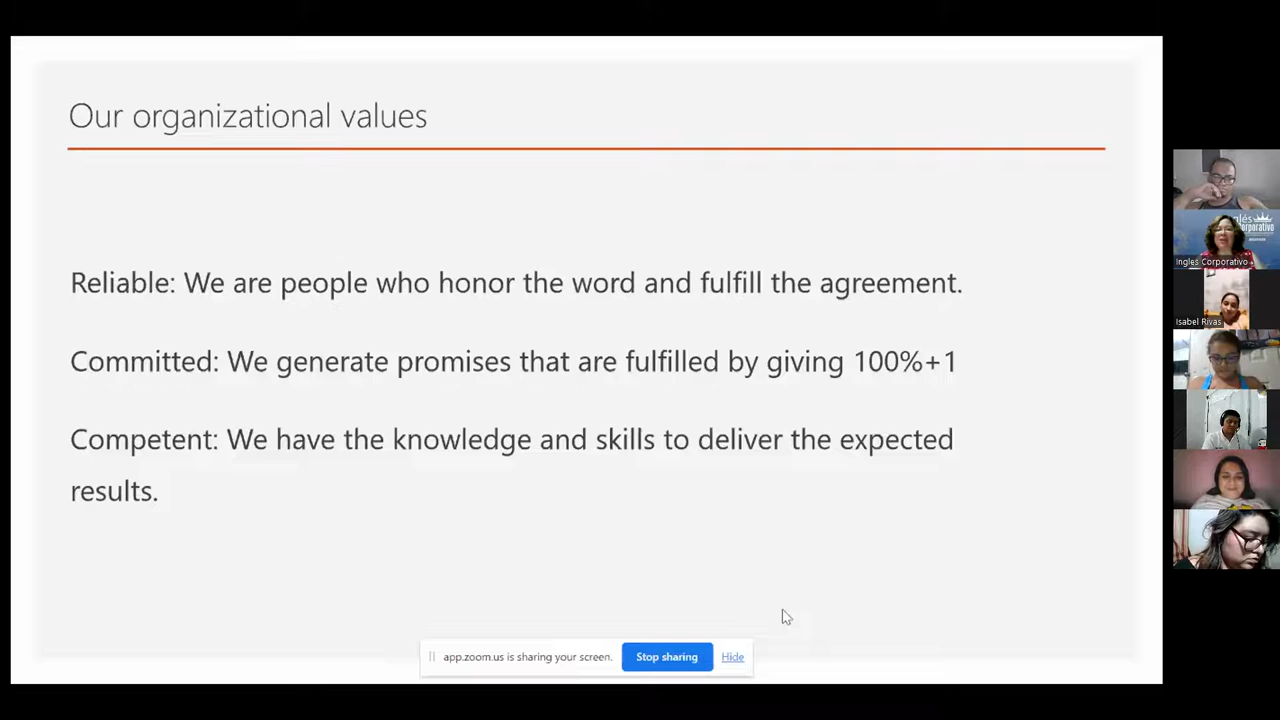 Our organizational values
Reliable: We are people who honor the word and fulfill the agreement.
Committed: We generate promises that are fulfilled by giving 100%+1
Competent: We have the knowledge and skills to deliver the expected
results.
app.zoom.us is sharing your screen.
Stop sharing
Hide
Corporativo
Ingles Corporativo
Isabel Rivas